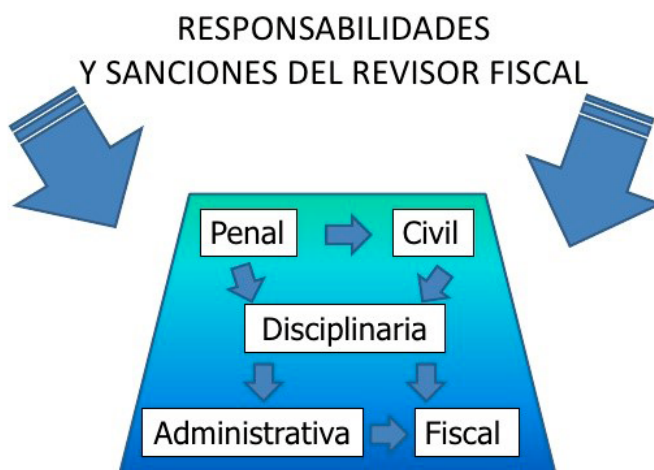 RESPONSABILIDADES
Y SANCIONES DEL REVISOR FISCAL
Penal
Civil
Disciplinaria
Administrativa
Fiscal